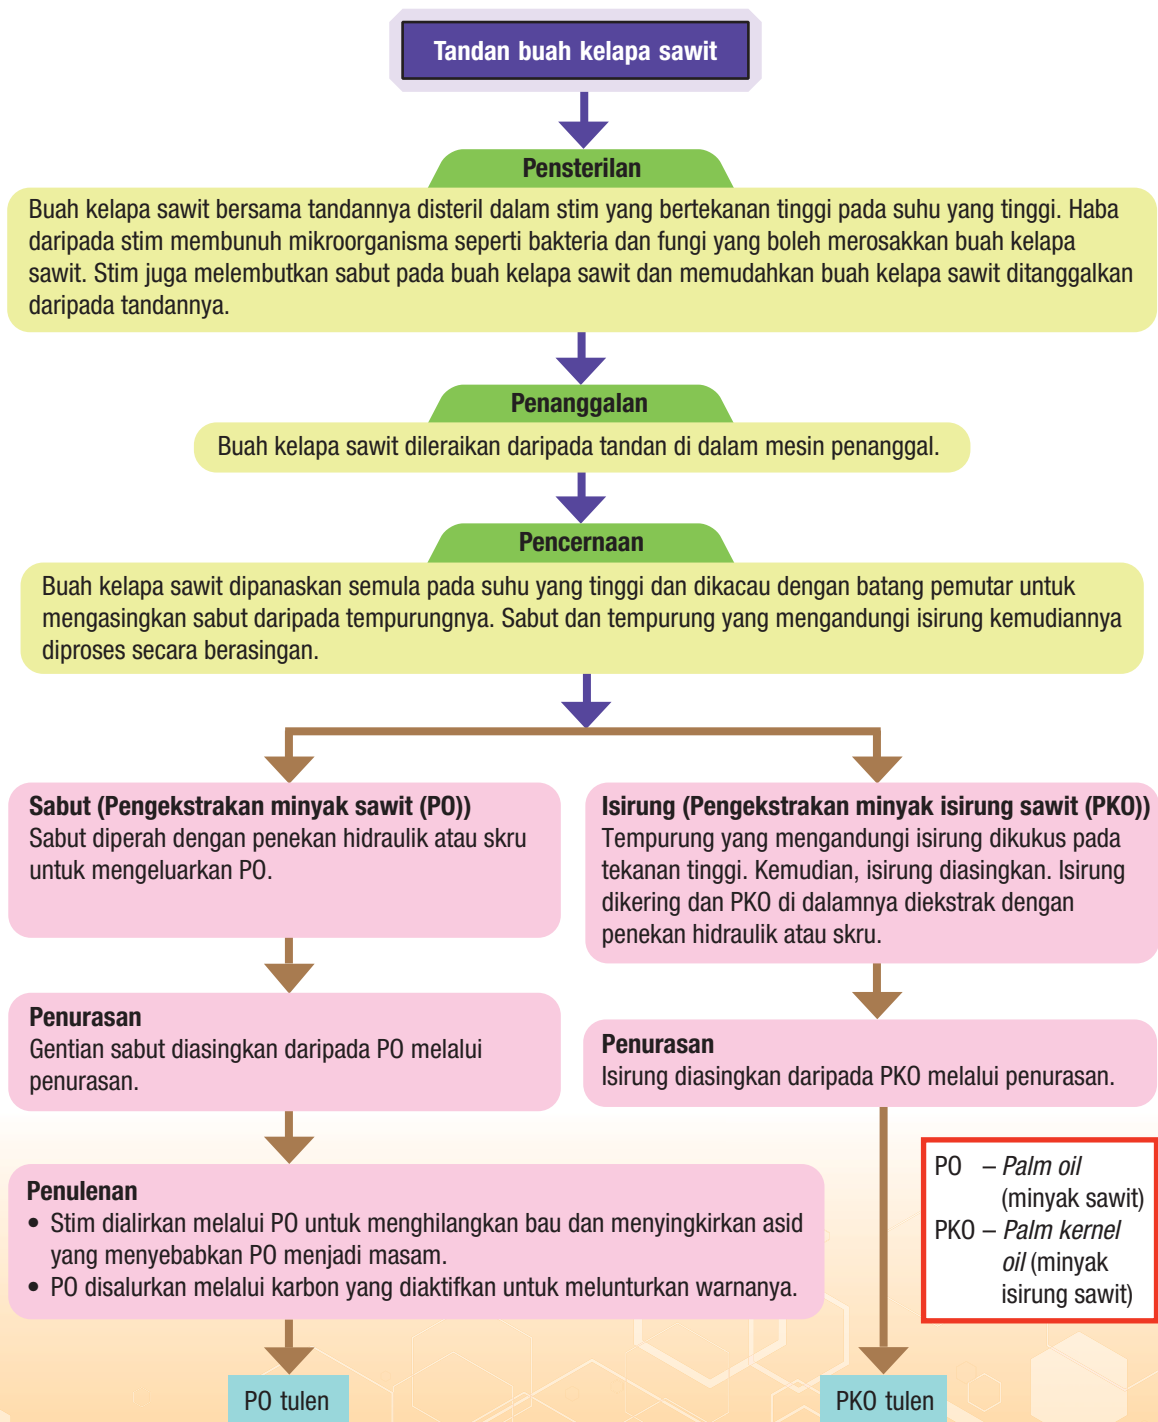 Tandan buah kelapa sawit
Pensterilan
Buah kelapa sawit bersama tandannya disteril dalam stim yang bertekanan tinggi pada suhu yang tinggi. Haba
daripada stim membunuh mikroorganisma seperti bakteria dan fungi yang boleh merosakkan buah kelapa
sawit. Stim juga melembutkan sabut pada buah kelapa sawit dan memudahkan buah kelapa sawit ditanggalkan
daripada tandannya.
Penanggalan
Buah kelapa sawit dileraikan daripada tandan di dalam mesin penanggal.
Pencernaan
Buah kelapa sawit dipanaskan semula pada suhu yang tinggi dan dikacau dengan batang pemutar untuk
mengasingkan sabut daripada tempurungnya. Sabut dan tempurung yang mengandungi isirung kemudiannya
diproses secara berasingan.
Sabut (Pengekstrakan minyak sawit (PO))
Sabut diperah dengan penekan hidraulik atau skru
untuk mengeluarkan PO.
Isirung (Pengekstrakan minyak isirung sawit (PKO))
Tempurung yang mengandungi isirung dikukus pada
tekanan tinggi. Kemudian, isirung diasingkan. Isirung
dikering dan PKO di dalamnya diekstrak dengan
penekan hidraulik atau skru.
Penurasan
Gentian sabut diasingkan daripada PO melalui
penurasan.
Penurasan
Isirung diasingkan daripada PKO melalui penurasan.
Penulenan
• Stim dialirkan melalui PO untuk menghilangkan bau dan menyingkirkan asid
yang menyebabkan PO menjadi masam.
• PO disalurkan melalui karbon yang diaktifkan untuk melunturkan warnanya.
PO – Palm oil
(minyak sawit)
PKO – Palm kernel
oil (minyak
isirung sawit)
PO tulen
PKO tulen